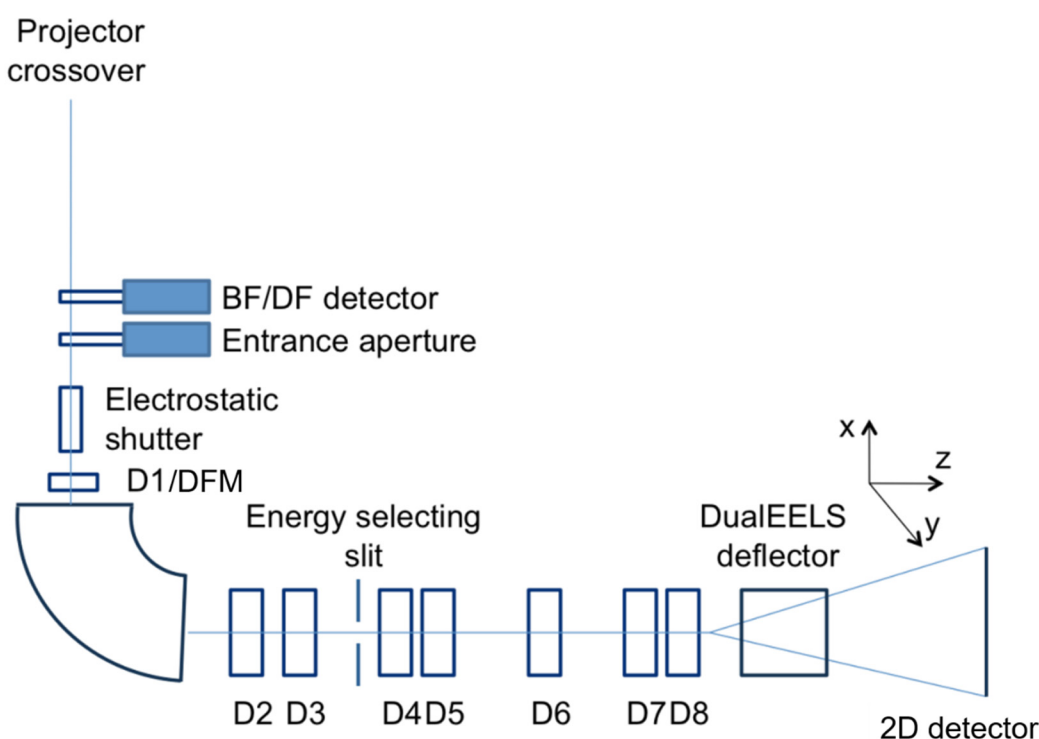 Projector
crossover
BF/DF detector
Entrance aperture
Electrostatic
shutter
D1/DFM
Energy selecting
slit
DualEELS
deflector
x
z
y
D2 D3 D4 D5 D6 D7 D8
2D detector